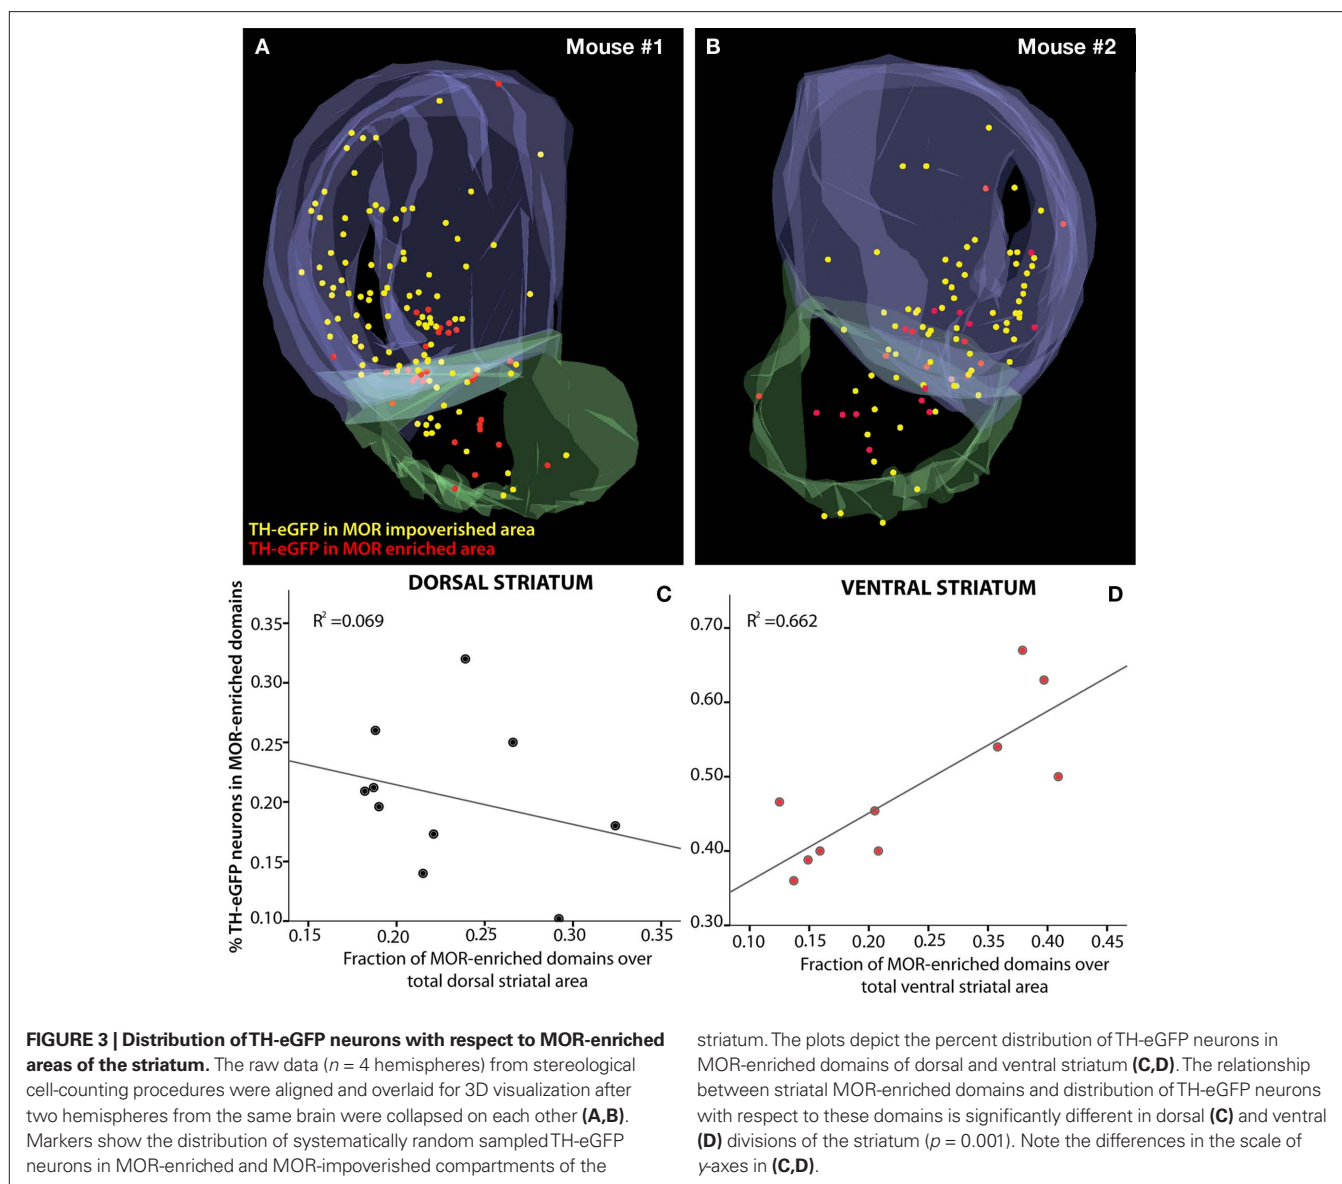 A
Mouse #1
B
Mouse #2
TH-eGFP in MOR impoverished area
TH-eGFP in MOR enriched area
DORSAL STRIATUM
C
R² =0.069
% TH-eGFP neurons in MOR-enriched domains
0.35
0.30
0.25
0.20
0.15
0.10
0.15 0.20 0.25 0.30 0.35
Fraction of MOR-enriched domains over
total dorsal striatal area
VENTRAL STRIATUM
D
R² =0.662
0.70
0.60
0.50
0.40
0.30
0.10 0.15 0.20 0.25 0.35 0.40 0.45
Fraction of MOR-enriched domains over
total ventral striatal area
FIGURE 3 | Distribution of TH-eGFP neurons with respect to MOR-enriched
areas of the striatum. The raw data (n = 4 hemispheres) from stereological
cell-counting procedures were aligned and overlaid for 3D visualization after
two hemispheres from the same brain were collapsed on each other (A,B).
Markers show the distribution of systematically random sampled TH-eGFP
neurons in MOR-enriched and MOR-impoverished compartments of the
striatum. The plots depict the percent distribution of TH-eGFP neurons in
MOR-enriched domains of dorsal and ventral striatum (C,D). The relationship
between striatal MOR-enriched domains and distribution of TH-eGFP neurons
with respect to these domains is significantly different in dorsal (C) and ventral
(D) divisions of the striatum (p = 0.001). Note the differences in the scale of
y-axes in (C,D).